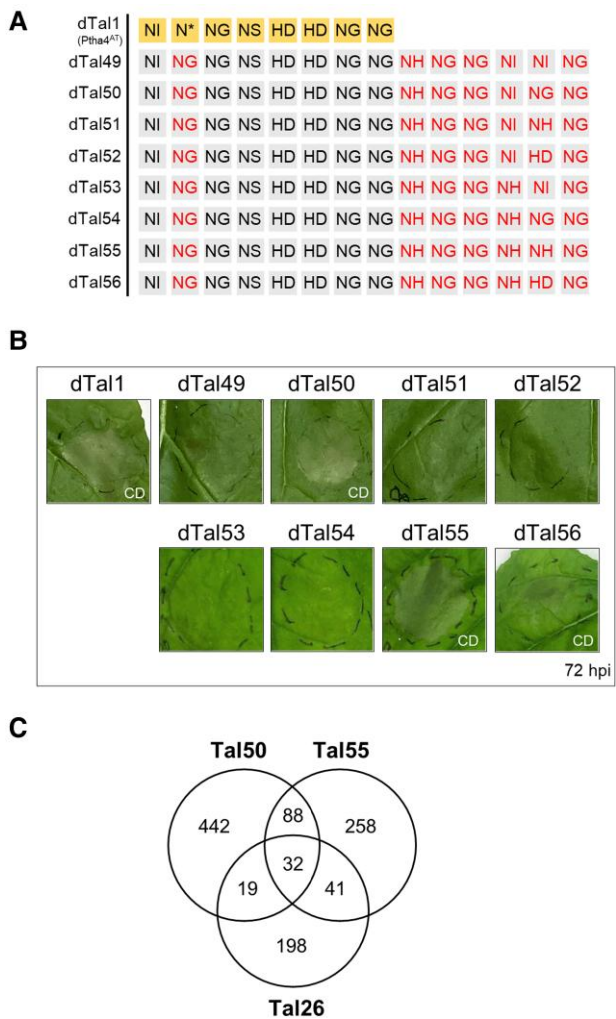 A
dTal1 NI N* NG NS HD HD NG NG
(Ptha4AT)
dTal49 NI NG NG NS HD HD NG NG NH NG NG NI NI NG
dTal50 NI NG NG NS HD HD NG NG NH NG NG NI NG NG
dTal51 NI NG NG NS HD HD NG NG NH NG NG NI NH NG
dTal52 NI NG NG NS HD HD NG NG NH NG NG NI HD NG
dTal53 NI NG NG NS HD HD NG NG NH NG NG NH NI NG
dTal54 NI NG NG NS HD HD NG NG NH NG NG NH NG NG
dTal55 NI NG NG NS HD HD NG NG NH NG NG NH NH NG
dTal56 NI NG NG NS HD HD NG NG NH NG NG NH HD NG
B
dTal1 dTal49 dTal50 dTal51 dTal52
CD CD
dTal53 dTal54 dTal55 dTal56
CD CD
72 hpi
C
Tal50 Tal55
442 88 258
32
19 41
198
Tal26